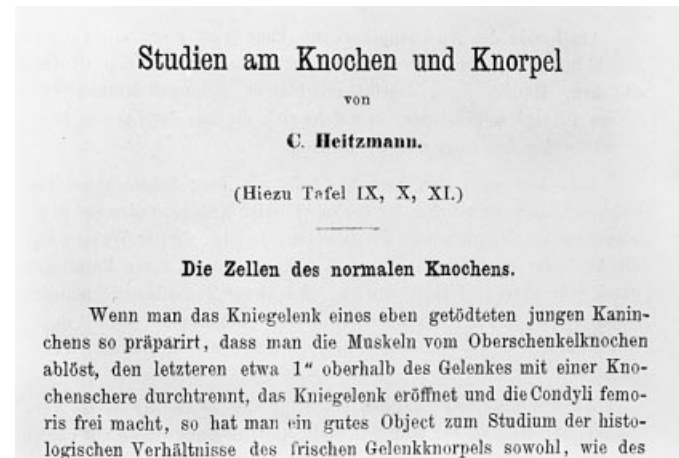 Studien am Knochen und Knorpel
von
C. Heitzmann.
(Hiezu Tafel IX, X, XI.)
Die Zellen des normalen Knochens.
Wenn man das Kniegelenk eines eben getödteten jungen Kanin-
chens so präparirt, dass man die Muskeln vom Oberschenkelknochen
ablöst, den letzteren etwa 1" oberhalb des Gelenkes mit einer Kno-
chenschere durchtrennt, das Kniegelenk eröffnet und die Condyli femo-
ris frei macht, so hat man ein gutes Object zum Studium der histo-
logischen Verhältnisse des frischen Gelenkknorpels sowohl, wie des